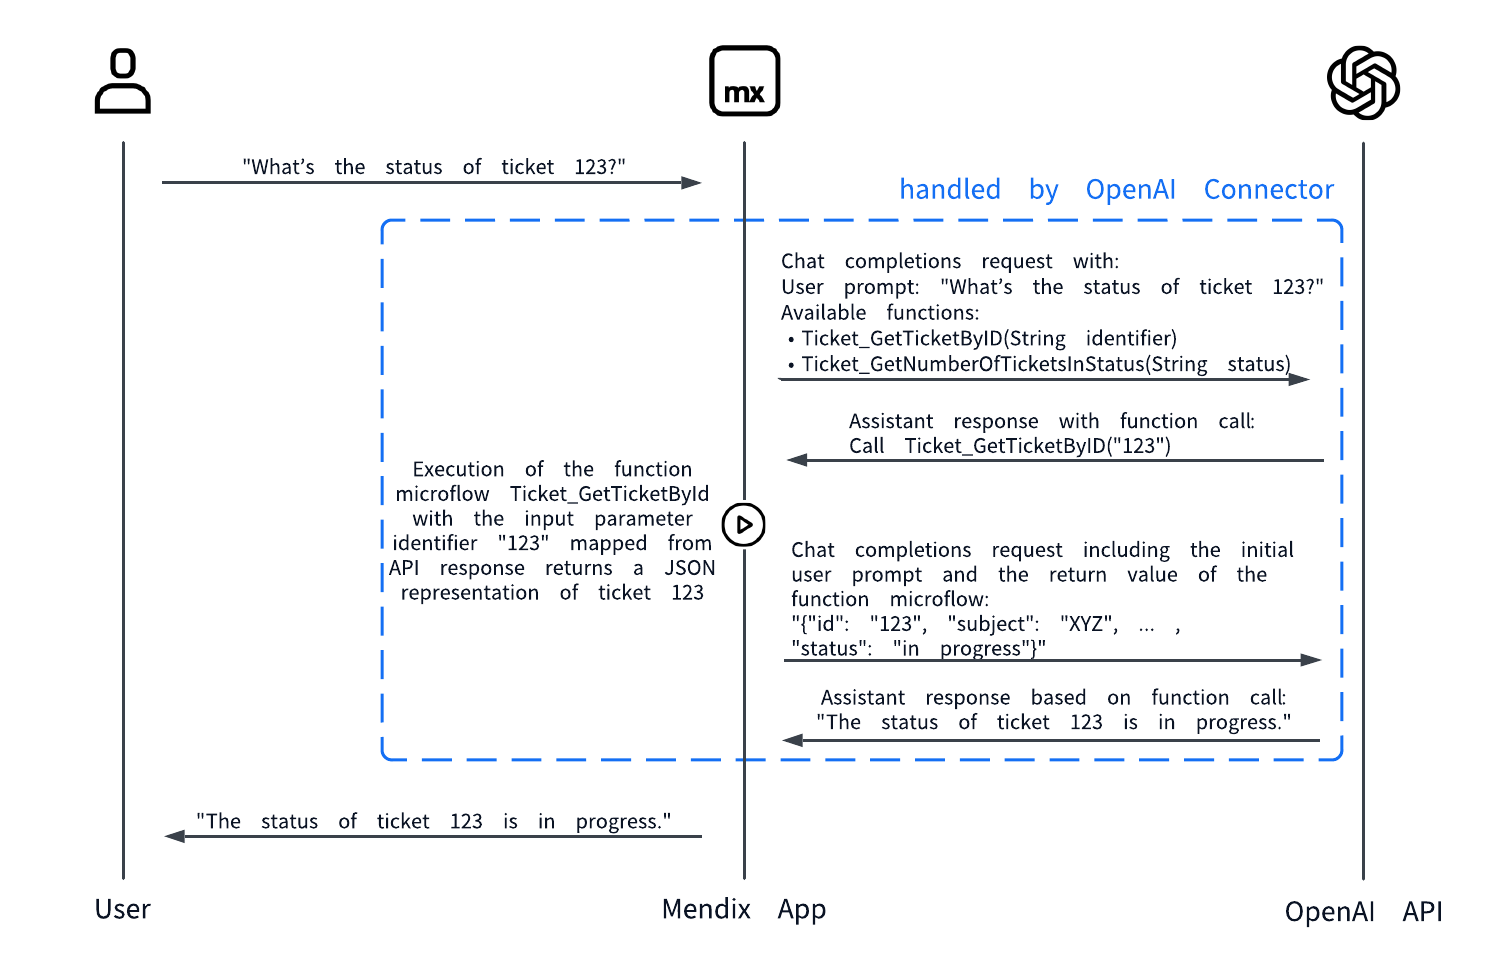 mx
"What’s the status of ticket 123?"
handled by OpenAI Connector
Chat completions request with:
User prompt: "What’s the status of ticket 123?"
Available functions:
• Ticket_GetTicketByID(String identifier)
• Ticket_GetNumberOfTicketsInStatus(String status)
Assistant response with function call:
Call Ticket_GetTicketByID("123")
Execution of the function
microflow Ticket_GetTicketById
with the input parameter
identifier "123" mapped from
API response returns a JSON
representation of ticket 123
Chat completions request including the initial
user prompt and the return value of the
function microflow:
"{"id": "123", "subject": "XYZ", ... ,
"status": "in progress"}"
Assistant response based on function call:
"The status of ticket 123 is in progress."
"The status of ticket 123 is in progress."
User
Mendix App
OpenAI API